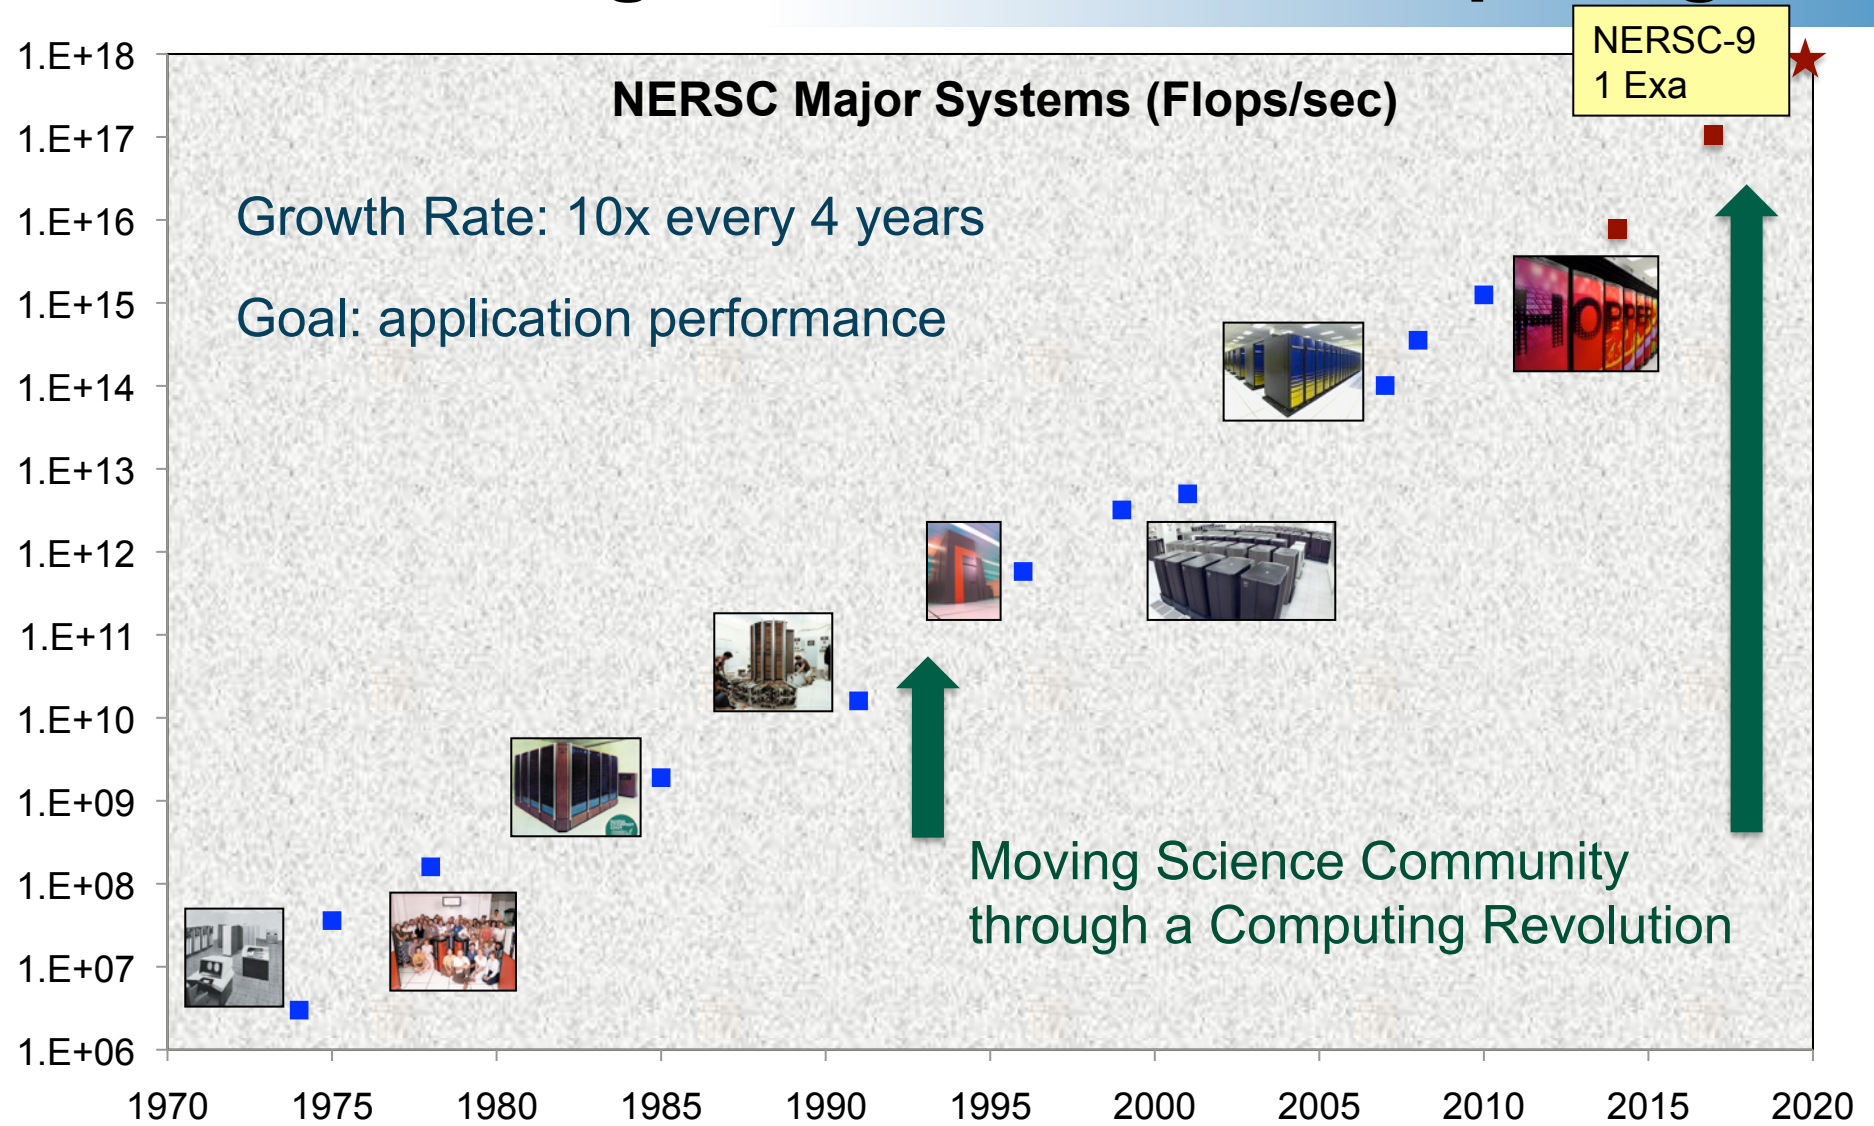 NERSC-9
1 Exa
NERSC Major Systems (Flops/sec)
Growth Rate: 10x every 4 years
Goal: application performance
HOPPER
Moving Science Community
through a Computing Revolution
1.E+18
1.E+17
1.E+16
1.E+15
1.E+14
1.E+13
1.E+12
1.E+11
1.E+10
1.E+09
1.E+08
1.E+07
1.E+06
1970 1975 1980 1985 1990 1995 2000 2005 2010 2015 2020